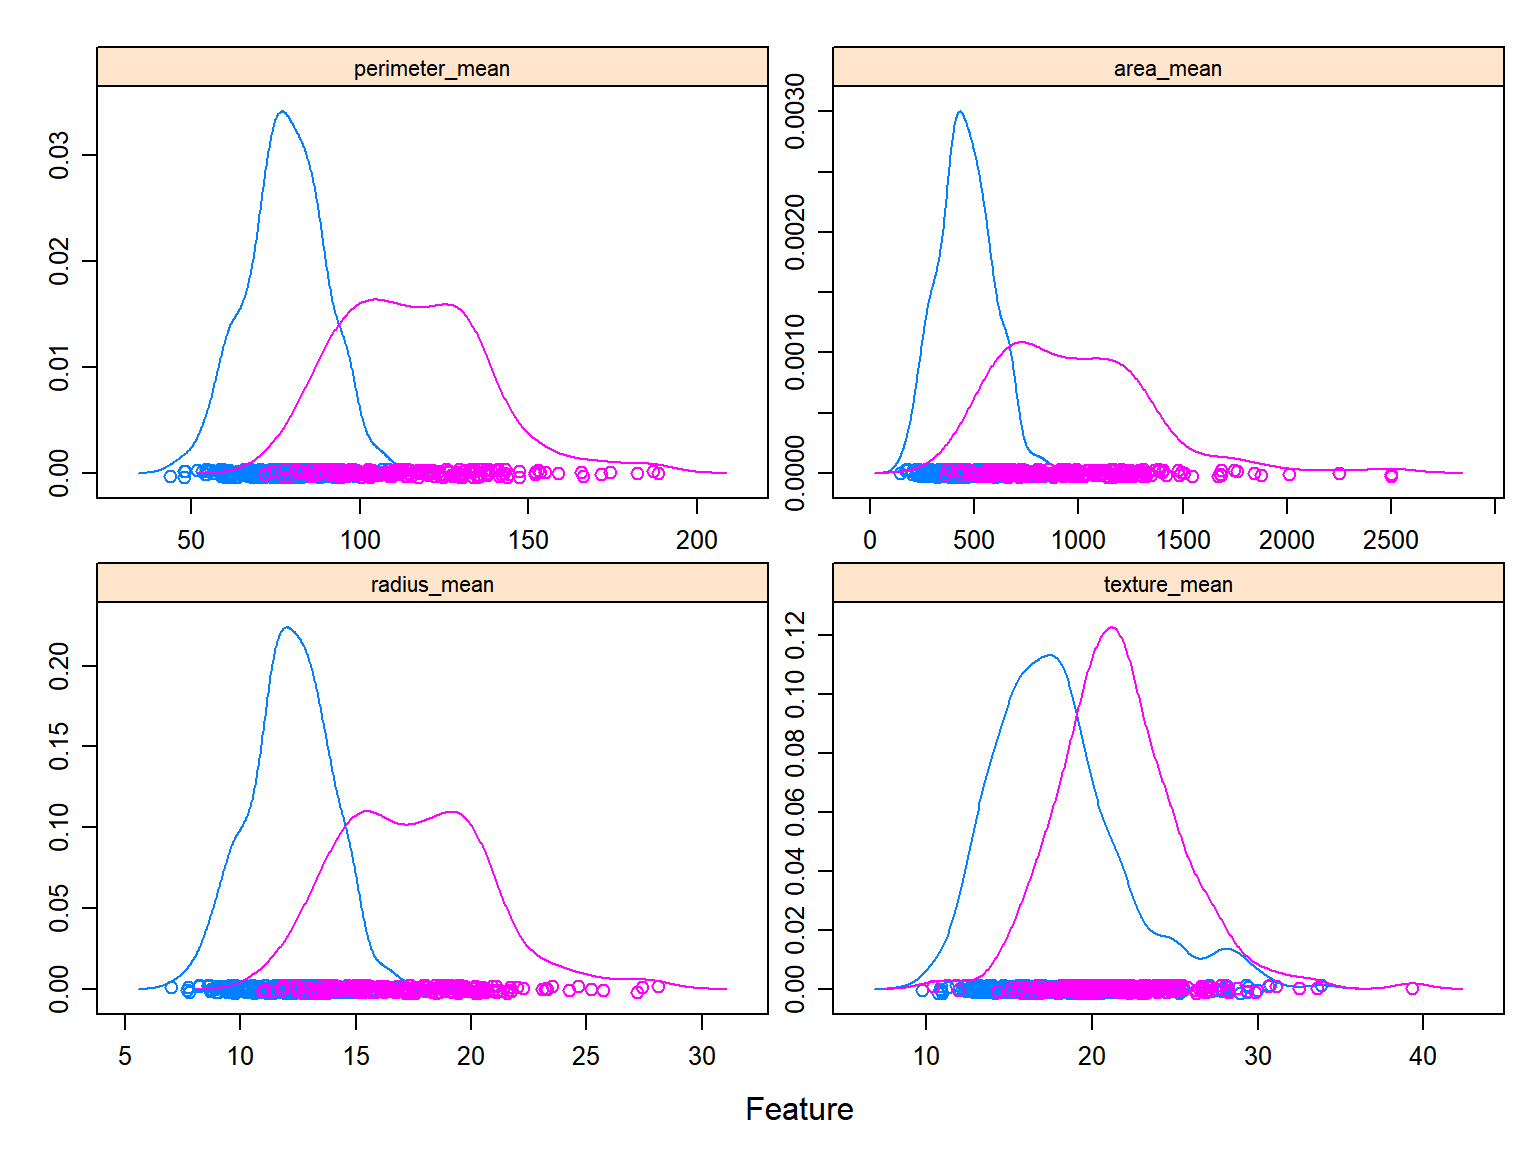 perimeter_mean
0.00 0.01 0.02 0.03
50 100 150 200
area_mean
0.0000 0.0010 0.0020 0.0030
0 500 1000 1500 2000 2500
radius_mean
0.00 0.05 0.10 0.15 0.20
5 10 15 20 25 30
texture_mean
0.00 0.02 0.04 0.06 0.08 0.10 0.12
10 20 30 40
Feature